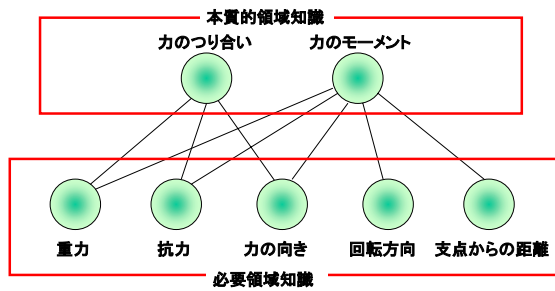 本質的領域知識
力のつり合い 力のモーメント
重力 抗力 力の向き 回転方向 支点からの距離
必要領域知識